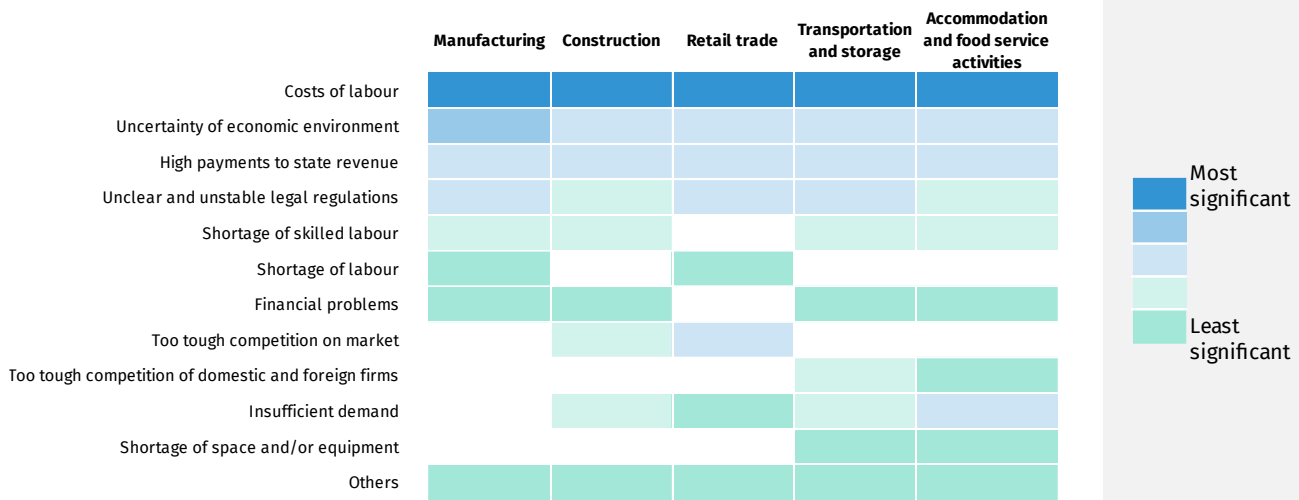 Manufacturing
Construction
Retail trade
Transportation
and storage
Accommodation
and food service
activities
Costs of labour
Uncertainty of economic environment
High payments to state revenue
Unclear and unstable legal regulations
Shortage of skilled labour
Shortage of labour
Financial problems
Too tough competition on market
Too tough competition of domestic and foreign firms
Insufficient demand
Shortage of space and/or equipment
Others
Most
significant
Least
significant